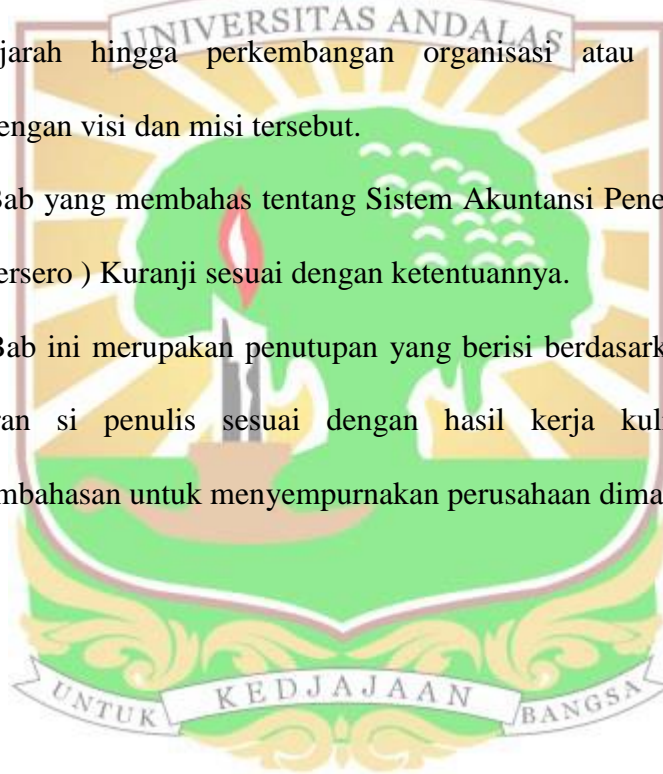 UNIVERSITAS ANDALAS
jarah hingga perkembangan organisasi atau
engan visi dan misi tersebut.
Bab yang membahas tentang Sistem Akuntansi Pene
ersero ) Kuranji sesuai dengan ketentuannya.
Bab ini merupakan penutupan yang berisi berdasark
ran si penulis sesuai dengan hasil kerja kul
mbahasan untuk menyempurnakan perusahaan dima
UNTUK KEDJAJAAN BANGSA